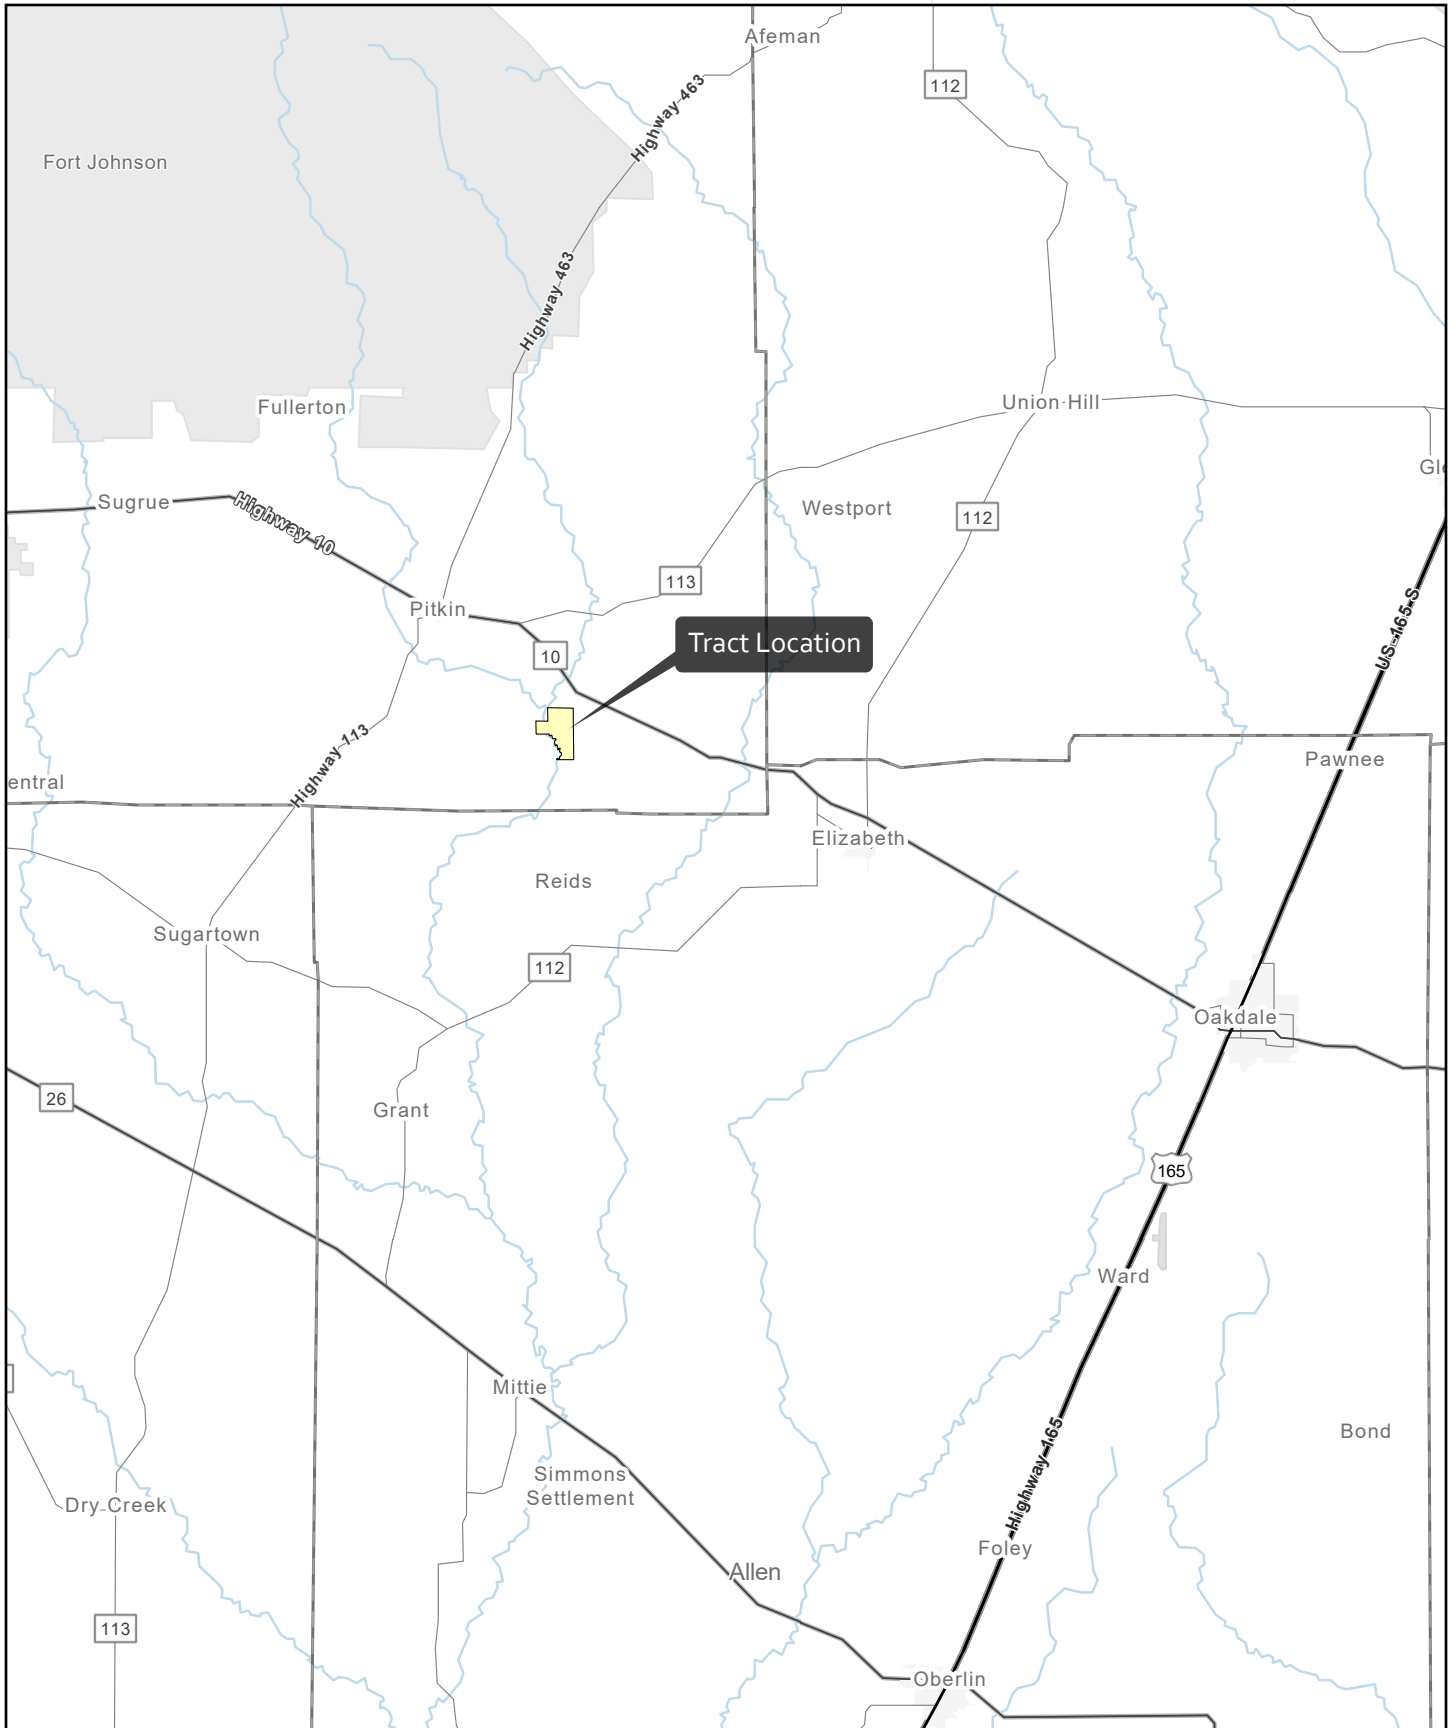 Afeman
112
Highway 463
Fort Johnson
Highway 463
Fullerton
Union Hill
Sugrue
Highway 10
Westport
112
113
Pitkin
US-165-S
Tract Location
10
Highway 113
Pawnee
entral
Elizabeth
Reids
Sugartown
112
Oakdale
26
Grant
165
Ward
Mittie
Bond
Simmons
Settlement
Highway 165
Dry Creek
Foley
Allen
113
Oberlin